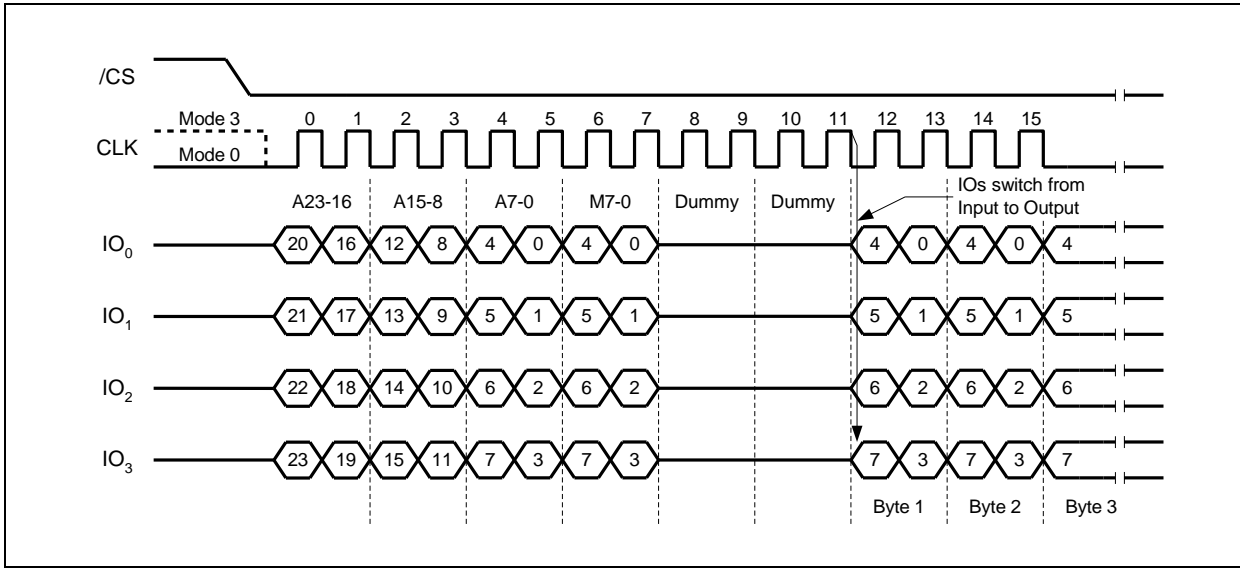 /CS
Mode 3 0 1 2 3 4 5 6 7 8 9 10 11 12 13 14 15
CLK
Mode 0
IOs switch from
Input to Output
A23-16 A15-8 A7-0 M7-0 Dummy Dummy
IO0 20 16 12 8 4 0 4 0 4 0 4 0 4
IO1 21 17 13 9 5 1 5 1 5 1 5 1 5
IO2 22 18 14 10 6 2 6 2 6 2 6 2 6
IO3 23 19 15 11 7 3 7 3 7 3 7 3 7
Byte 1 Byte 2 Byte 3